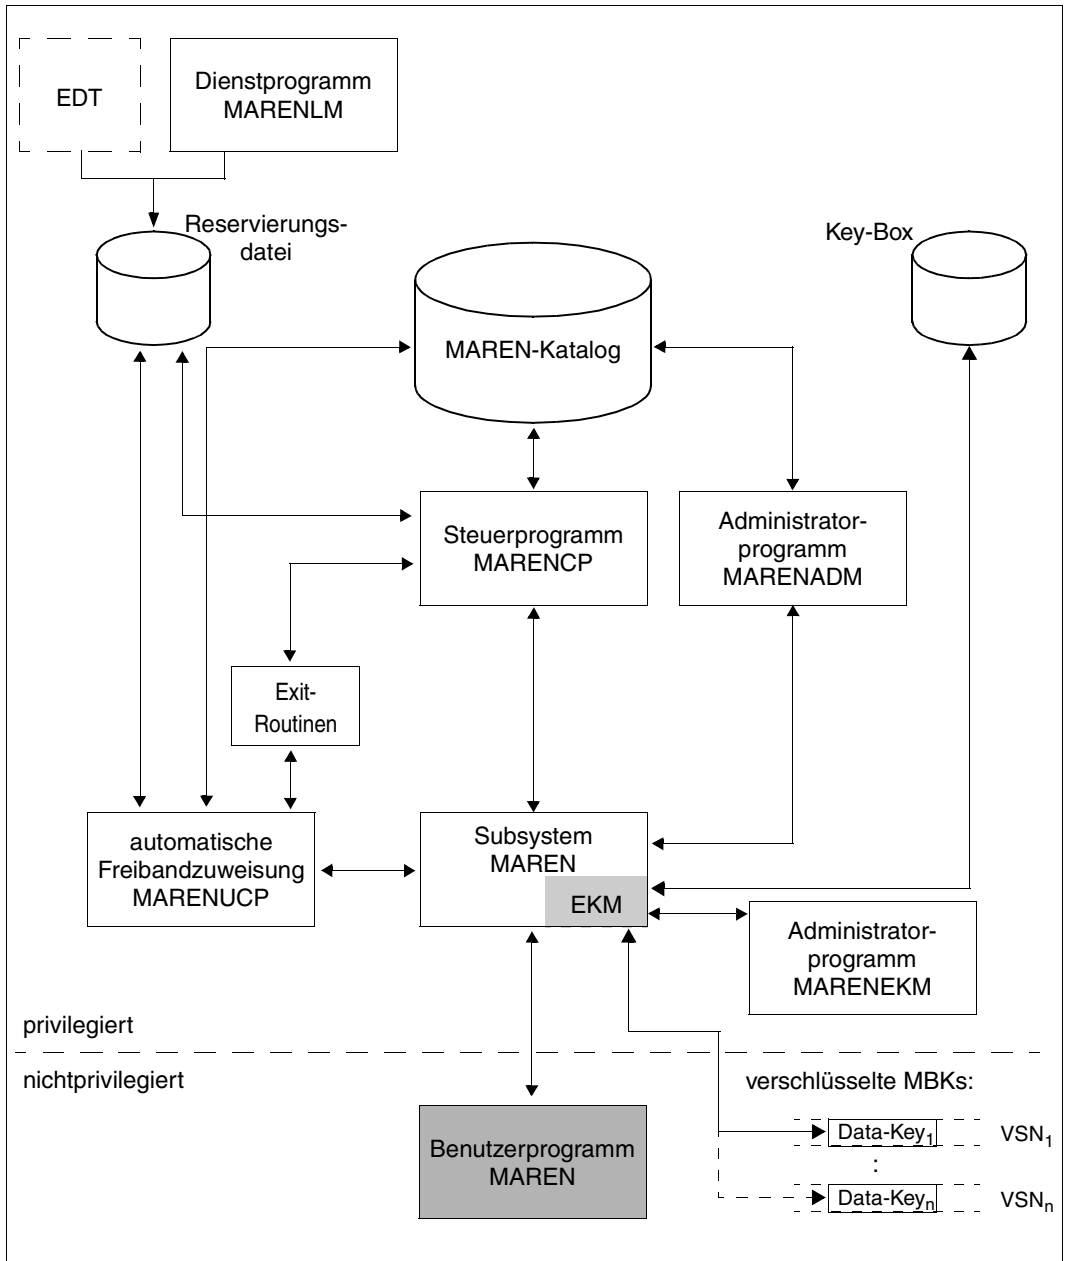 EDT
Dienstprogramm
MARENLM
Reservierungs-
datei
Key-Box
MAREN-Katalog
Steuerprogramm
MARENCP
Administrator-
programm
MARENADM
Exit-
Routinen
automatische
Freibandzuweisung
MARENUCP
Subsystem
MAREN
EKM
Administrator-
programm
MARENEKM
privilegiert
nichtprivilegiert
verschlüsselte MBKs:
Benutzerprogramm
MAREN
Data-Key1 VSN1
:
Data-Keyn VSNn